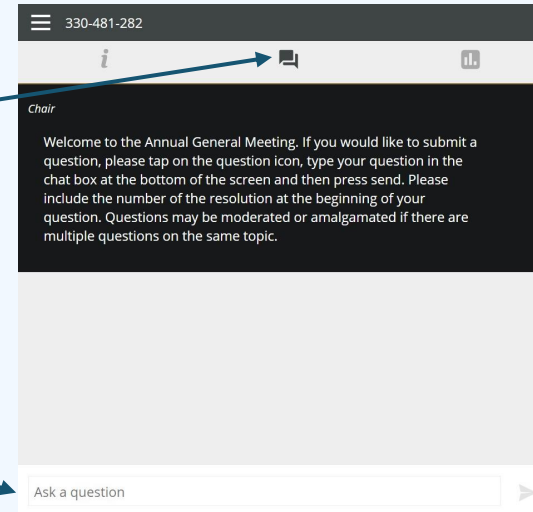 330-481-282
i
Chair
Welcome to the Annual General Meeting. If you would like to submit a
question, please tap on the question icon, type your question in the
chat box at the bottom of the screen and then press send. Please
include the number of the resolution at the beginning of your
question. Questions may be moderated or amalgamated if there are
multiple questions on the same topic.
Ask a question